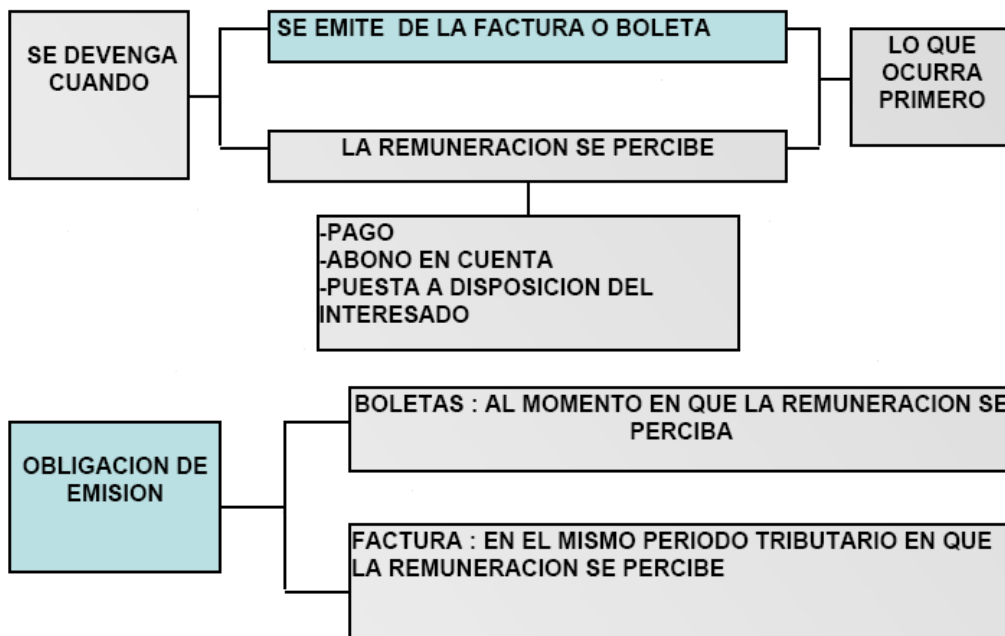 SE DEVENGA
CUANDO
SE EMITE DE LA FACTURA O BOLETA
LA REMUNERACION SE PERCIBE
LO QUE
OCURRA
PRIMERO
-PAGO
-ABONO EN CUENTA
-PUESTA A DISPOSICION DEL
INTERESADO
OBLIGACION DE
EMISION
BOLETAS : AL MOMENTO EN QUE LA REMUNERACION SE
PERCIBA
FACTURA : EN EL MISMO PERIODO TRIBUTARIO EN QUE
LA REMUNERACION SE PERCIBE